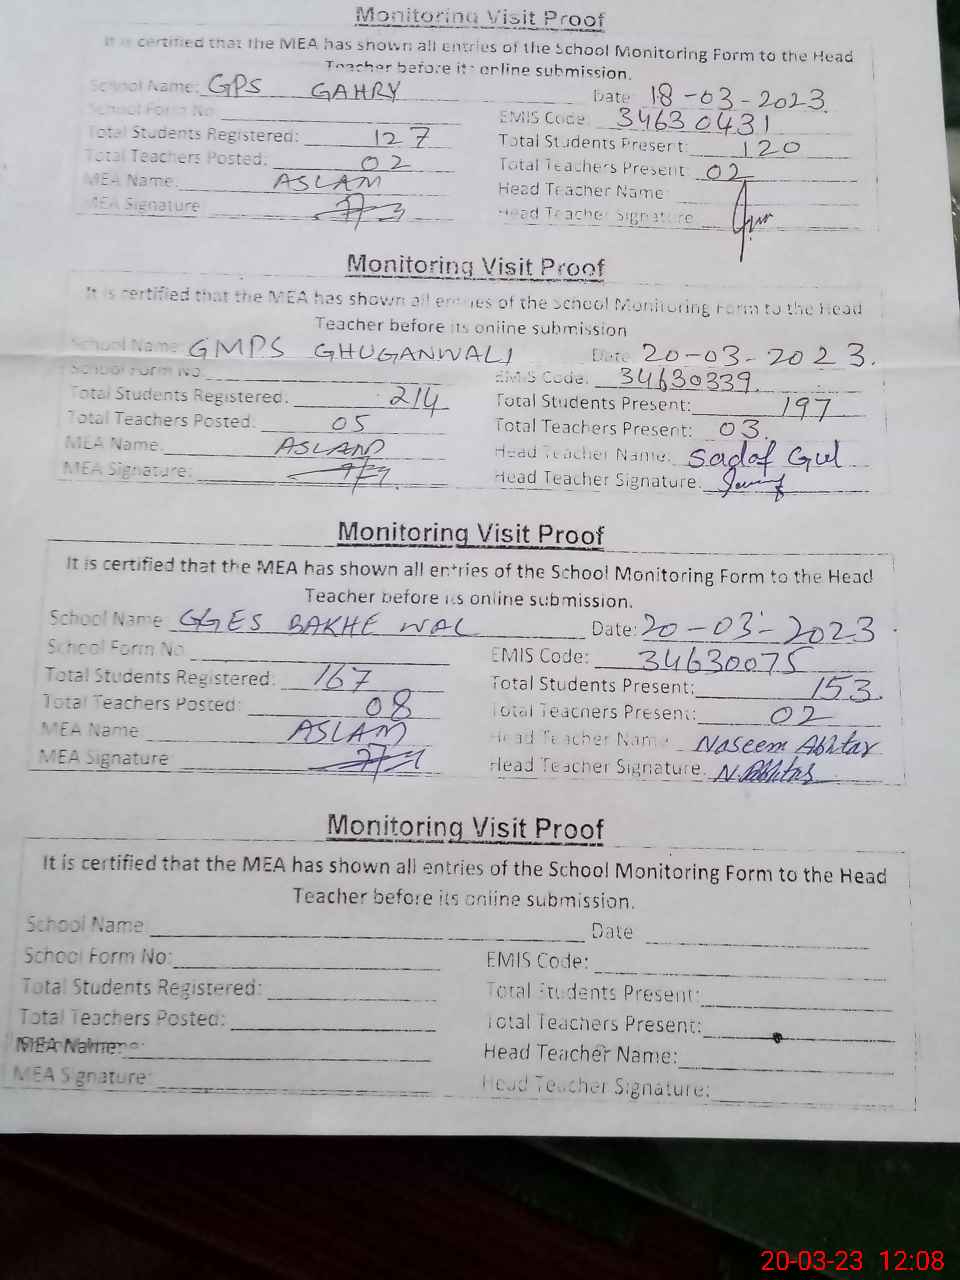 Monitoring Visit Proof
It is certified that the MEA has shown all entries of the School Monitoring Form to the Head
Teacher before its online submission.
School Name: GPS GAHRY Date 18-03-2023
School Form No EMIS Code: 34630431
Total Students Registered: 127 Total Students Present: 120
Total Teachers Posted: 02 Total Teachers Present: 02
MEA Name: ASLAM Head Teacher Name
MEA Signature Head Teacher Signature
Monitoring Visit Proof
It is certified that the MEA has shown all entries of the School Monitoring Form to the Head
Teacher before its online submission
School Name GMPS GHUGANWALI Date 20-03-2023.
School Form No. EMIS Code: 34630339.
Total Students Registered: 214 Total Students Present: 197
Total Teachers Posted: 05 Total Teachers Present: 03.
MEA Name: ASLAM Head Teacher Name: Sadaf Gul
MEA Signature: Head Teacher Signature:
Monitoring Visit Proof
It is certified that the MEA has shown all entries of the School Monitoring Form to the Head
Teacher before its online submission.
School Name GGES BAKHE WAL Date: 20-03-2023
School Form No EMIS Code: 34630075
Total Students Registered: 167 Total Students Present: 153
Total Teachers Posted: 08 Total Teachers Present: 02
MEA Name: ASLAM Head Teacher Name Naseem Akhtar
MEA Signature Head Teacher Signature. N. Akhtar
Monitoring Visit Proof
It is certified that the MEA has shown all entries of the School Monitoring Form to the Head
Teacher before its online submission.
School Name Date
School Form No: EMIS Code:
Total Students Registered: Total Students Present:
Total Teachers Posted: Total Teachers Present:
MEA Name: Head Teacher Name:
MEA Signature: Head Teacher Signature:
20-03-23 12:08